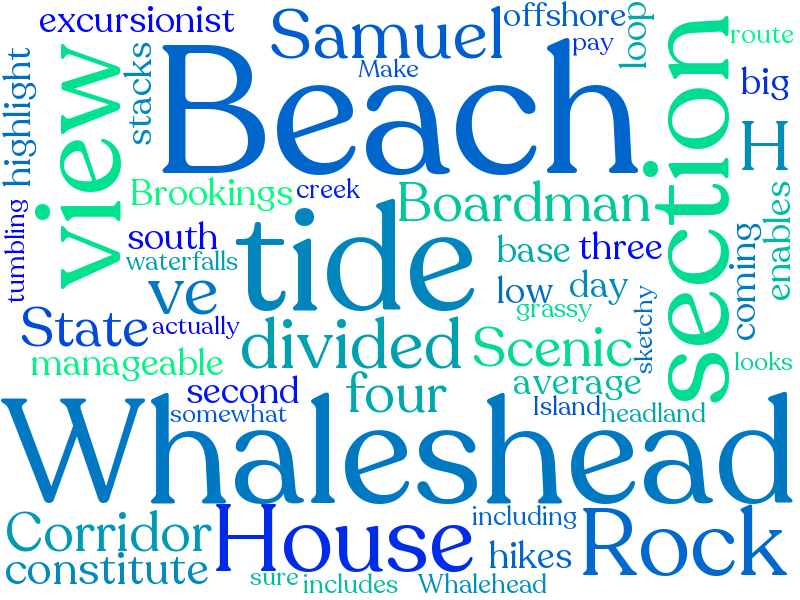 excursionist
Samuel
offshore
pay
loop
route
Make
Beach
view
stacks
highlight
section
big
H
Brookings
creek
Boardman
tumbling
south
waterfalls
tide
base
three
enables
coming
ve
low
day
grassy
sketchy
State
actually
divided
Scenic
looks
manageable
second
four
average
somewhat
Island
headland
Whaleshead
Corridor
House
including
Rock
constitute
hikes
sure
includes
Whalehead